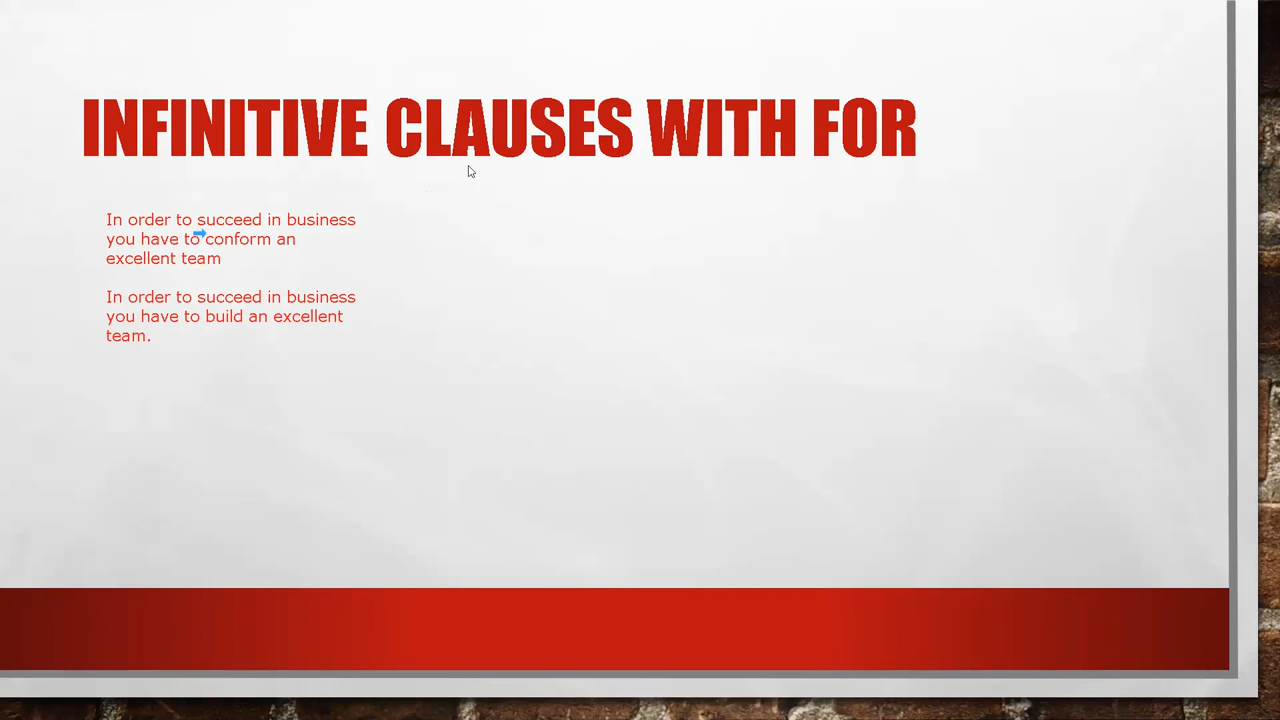 INFINITIVE CLAUSES WITH FOR
In order to succeed in business
you have to conform an
excellent team
In order to succeed in business
you have to build an excellent
team.